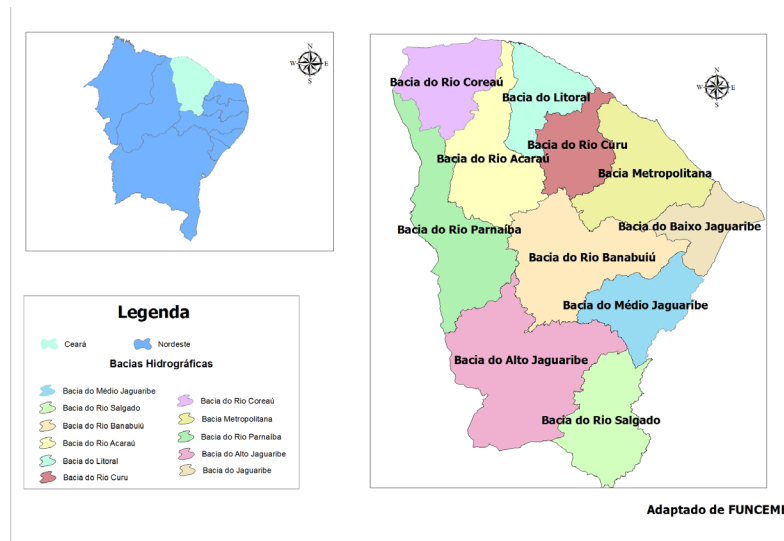 N
W
E
S
Legenda
Ceará
Nordeste
Bacias Hidrográficas
Bacia do Médio Jaguaribe
Bacia do Rio Salgado
Bacia do Rio Banabuiú
Bacia do Rio Acaraú
Bacia do Litoral
Bacia do Rio Curu
Bacia do Rio Coreaú
Bacia Metropolitana
Bacia do Rio Parnaíba
Bacia do Alto Jaguaribe
Bacia do Jaguaribe
N
W
E
S
Bacia do Rio Coreaú
Bacia do Litoral
Bacia do Rio Curu
Bacia do Rio Acaraú
Bacia Metropolitana
Bacia do Rio Parnaíba
Bacia do Baixo Jaguaribe
Bacia do Rio Banabuiú
Bacia do Médio Jaguaribe
Bacia do Alto Jaguaribe
Bacia do Rio Salgado
Adaptado de FUNCEME